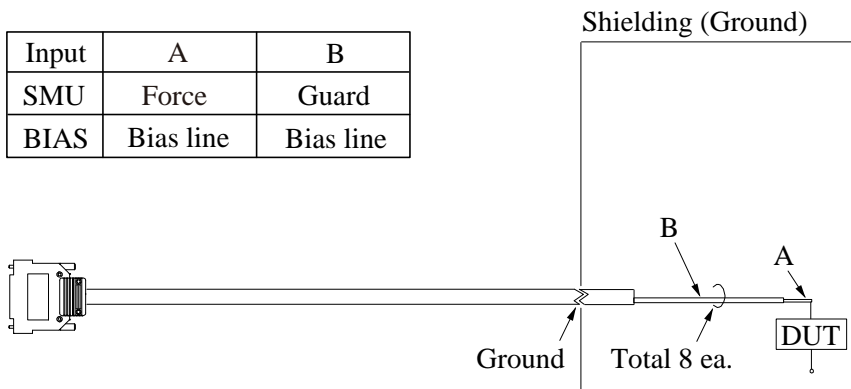 Shielding (Ground)
Input A B
SMU Force Guard
BIAS Bias line Bias line
B
A
DUT
Ground
Total 8 ea.